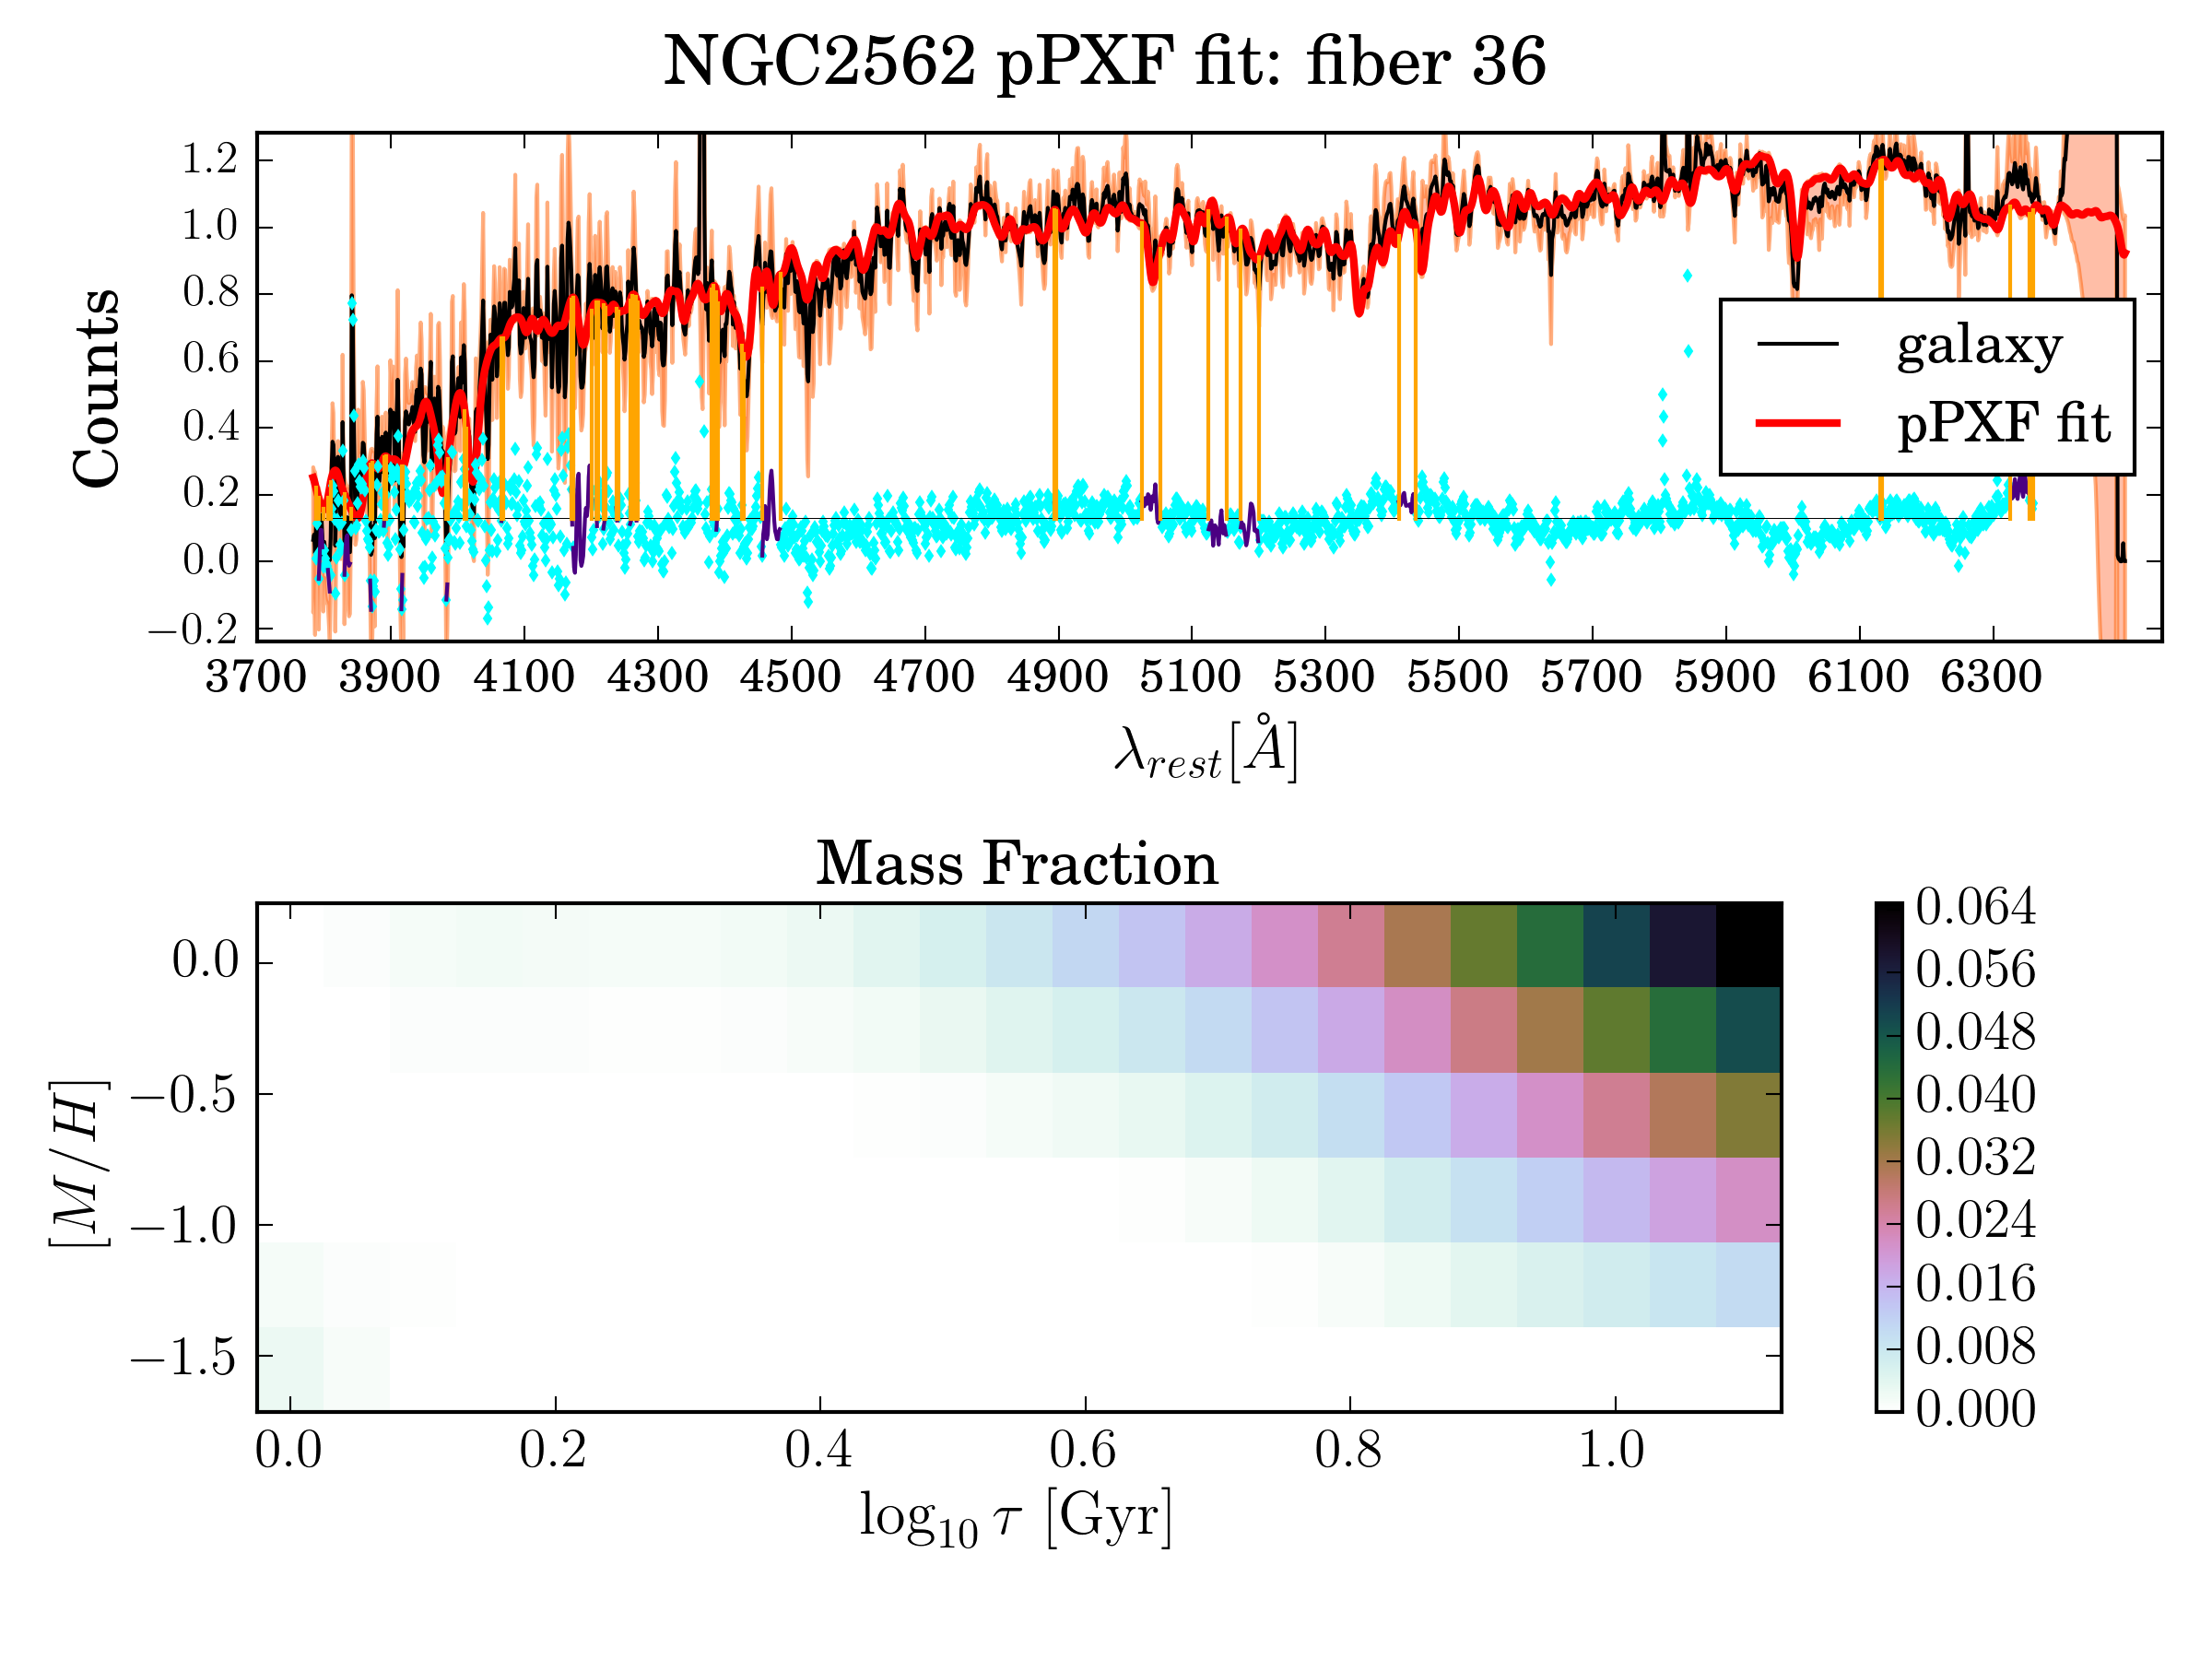 NGC2562 pPXF fit: fiber 36
1.2
1.0
0.8
0.6
0.4
0.2
0.0
−0.2
Counts
galaxy
pPXF fit
3700 3900 4100 4300 4500 4700 4900 5100 5300 5500 5700 5900 6100 6300
λ_rest[Å]
Mass Fraction
0.0
−0.5
−1.0
−1.5
[M/H]
0.0 0.2 0.4 0.6 0.8 1.0
log₁₀ τ [Gyr]
0.064
0.056
0.048
0.040
0.032
0.024
0.016
0.008
0.000